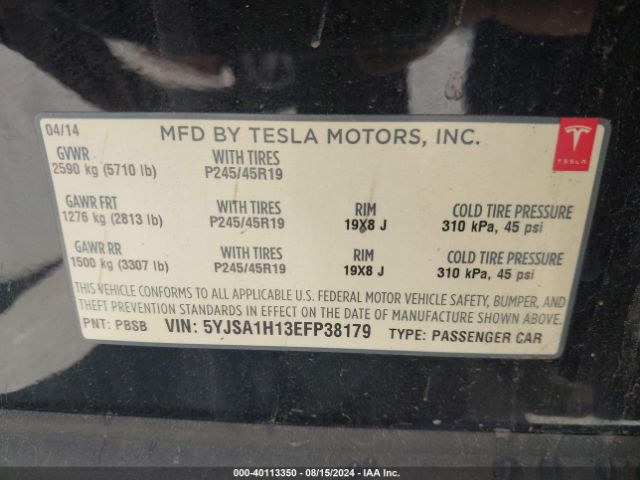 04/14
MFD BY TESLA MOTORS, INC.
TESLA
GVWR WITH TIRES
2590 kg (5710 lb) P245/45R19
GAWR FRT WITH TIRES RIM COLD TIRE PRESSURE
1276 kg (2813 lb) P245/45R19 19X8 J 310 kPa, 45 psi
GAWR RR WITH TIRES RIM COLD TIRE PRESSURE
1500 kg (3307 lb) P245/45R19 19X8 J 310 kPa, 45 psi
THIS VEHICLE CONFORMS TO ALL APPLICABLE U.S. FEDERAL MOTOR VEHICLE SAFETY, BUMPER, AND
THEFT PREVENTION STANDARDS IN EFFECT ON THE DATE OF MANUFACTURE SHOWN ABOVE.
PNT: PBSB VIN: 5YJSA1H13EFP38179 TYPE: PASSENGER CAR
000-40113350 - 08/15/2024 - IAA Inc.